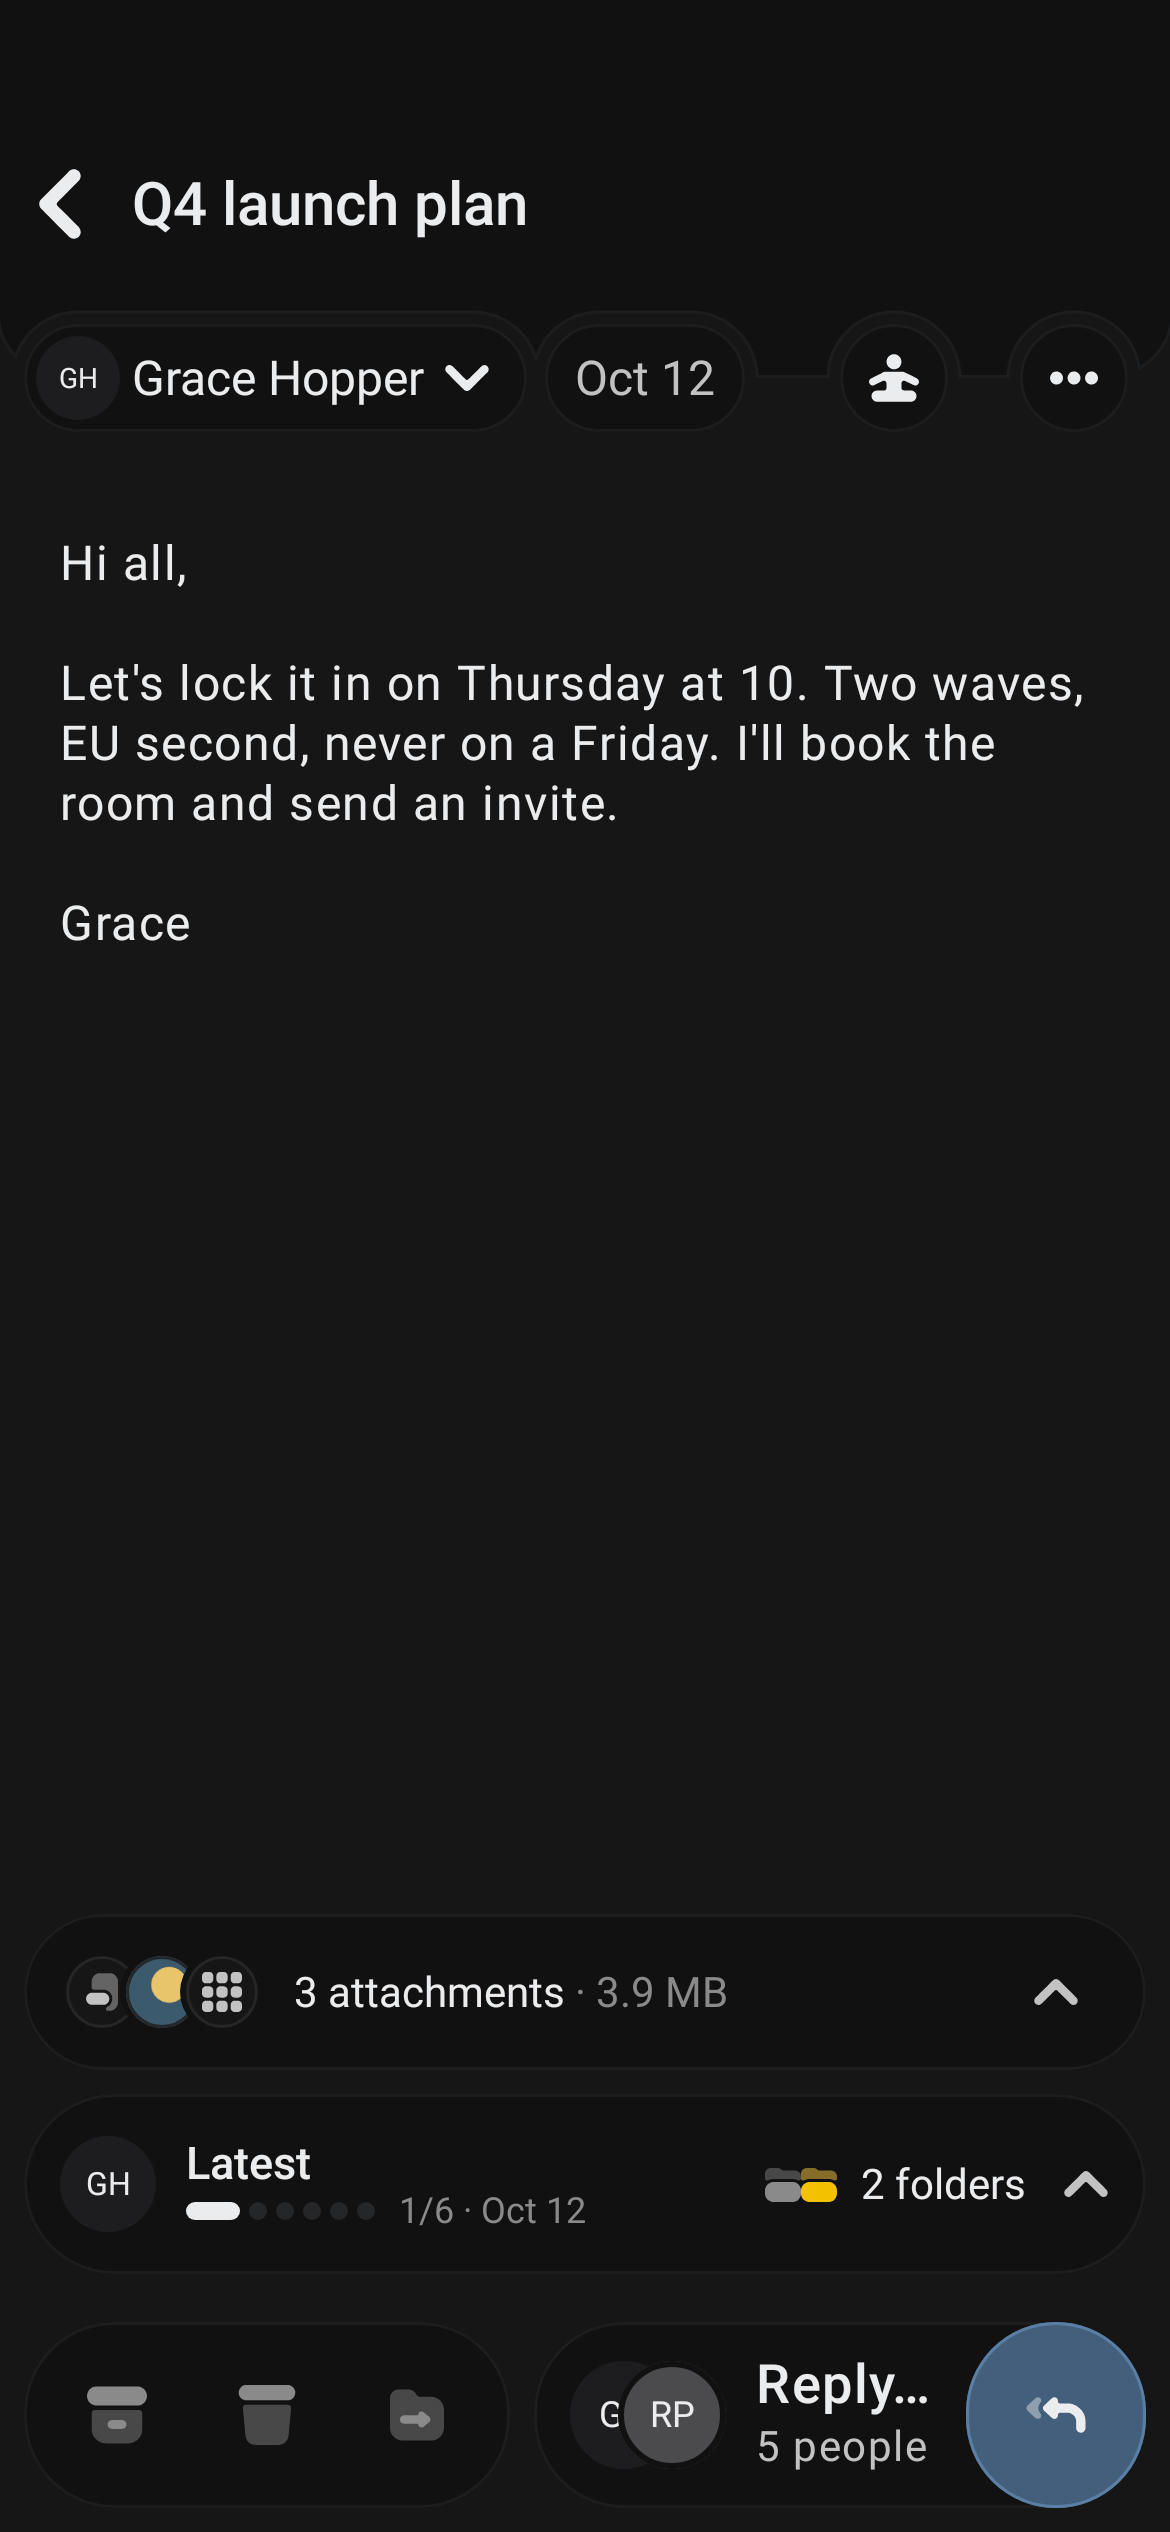 Q4 launch plan
GH Grace Hopper
Oct 12
Hi all,
Let's lock it in on Thursday at 10. Two waves,
EU second, never on a Friday. I'll book the
room and send an invite.
Grace
3 attachments · 3.9 MB
GH
Latest
1/6 · Oct 12
2 folders
G RP
Reply...
5 people